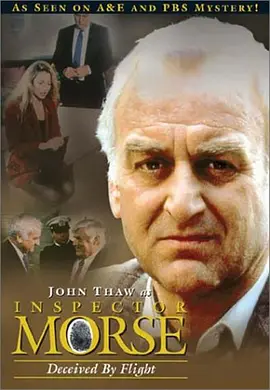 AS SEEN ON A&E AND PBS MYSTERY!
JOHN THAW as
INSPECTOR
MORSE
Deceived By Flight